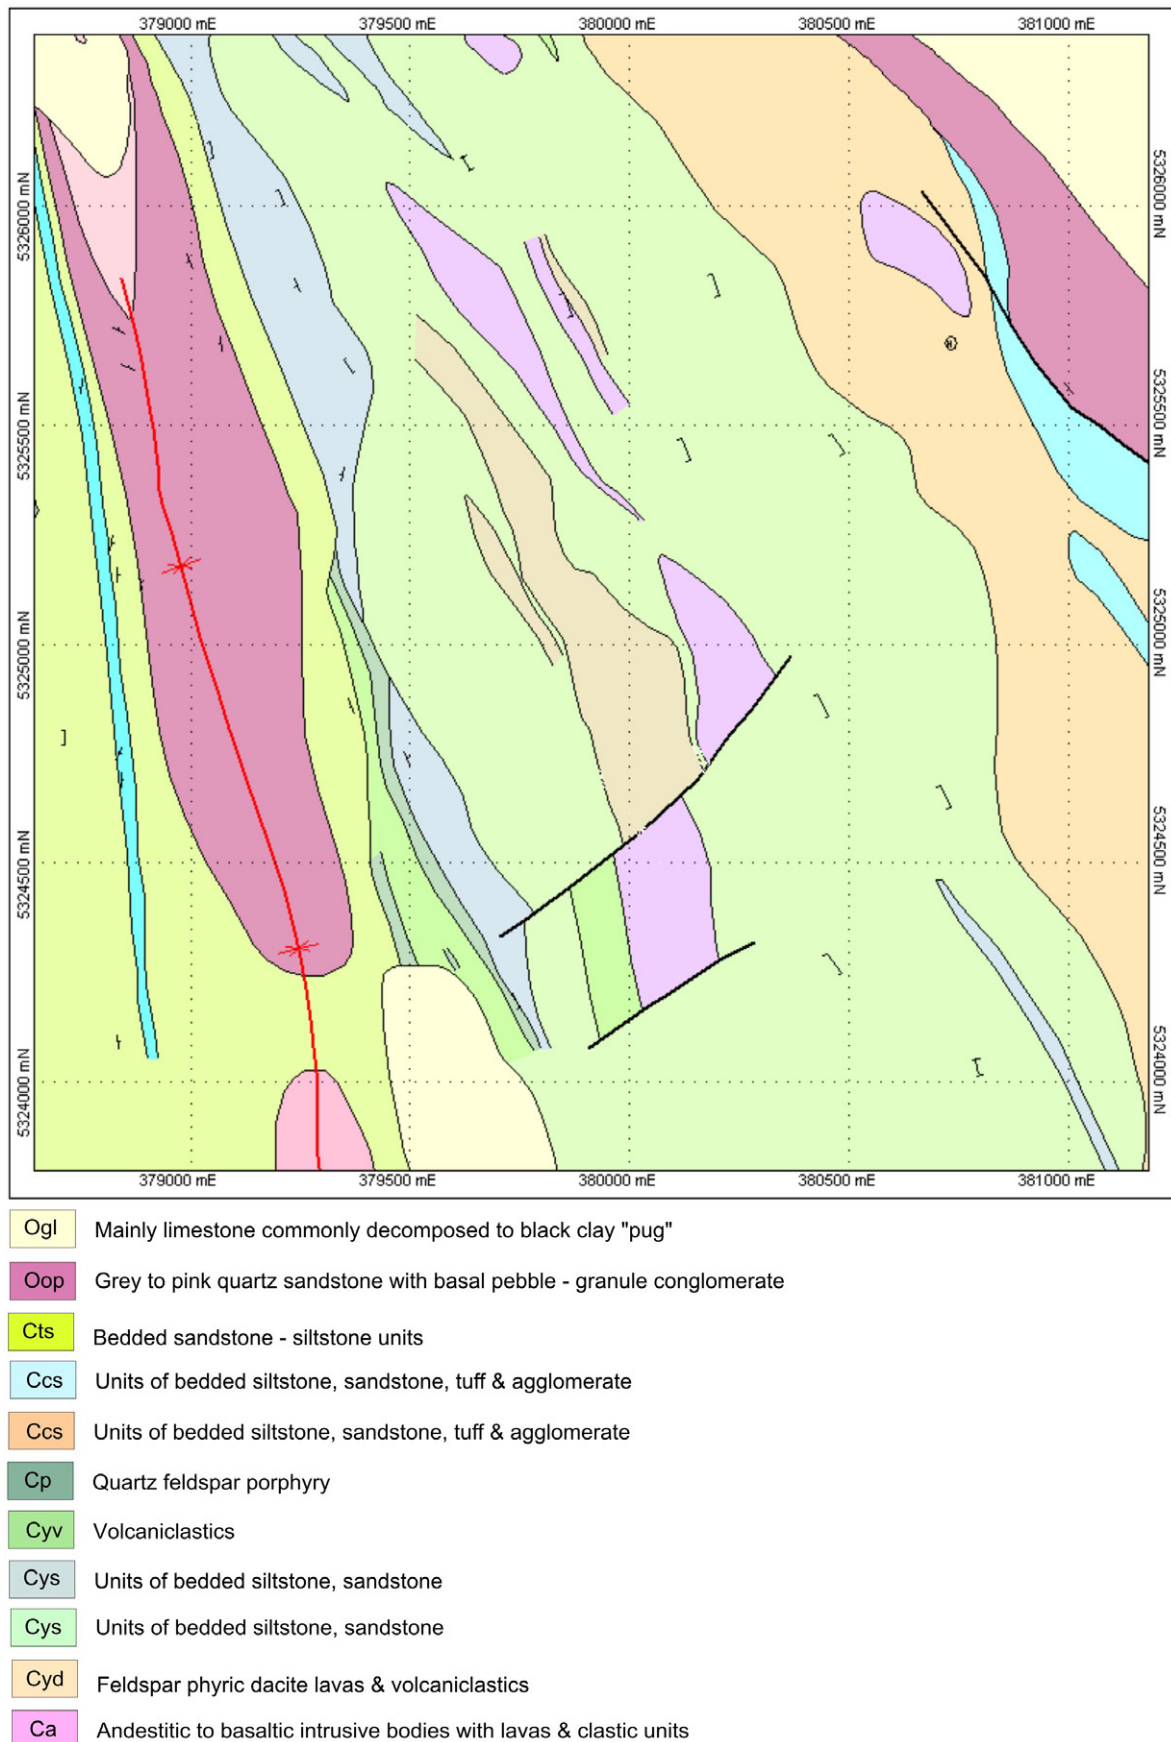 379000 mE 379500 mE 380000 mE 380500 mE 381000 mE
5326000 mN 5326000 mN
5325500 mN 5325500 mN
5325000 mN 5325000 mN
5324500 mN 5324500 mN
5324000 mN 5324000 mN
379000 mE 379500 mE 380000 mE 380500 mE 381000 mE
Ogl Mainly limestone commonly decomposed to black clay "pug"
Oop Grey to pink quartz sandstone with basal pebble - granule conglomerate
Cts Bedded sandstone - siltstone units
Ccs Units of bedded siltstone, sandstone, tuff & agglomerate
Ccs Units of bedded siltstone, sandstone, tuff & agglomerate
Cp Quartz feldspar porphyry
Cyv Volcaniclastics
Cys Units of bedded siltstone, sandstone
Cys Units of bedded siltstone, sandstone
Cyd Feldspar phyric dacite lavas & volcaniclastics
Ca Andestitic to basaltic intrusive bodies with lavas & clastic units